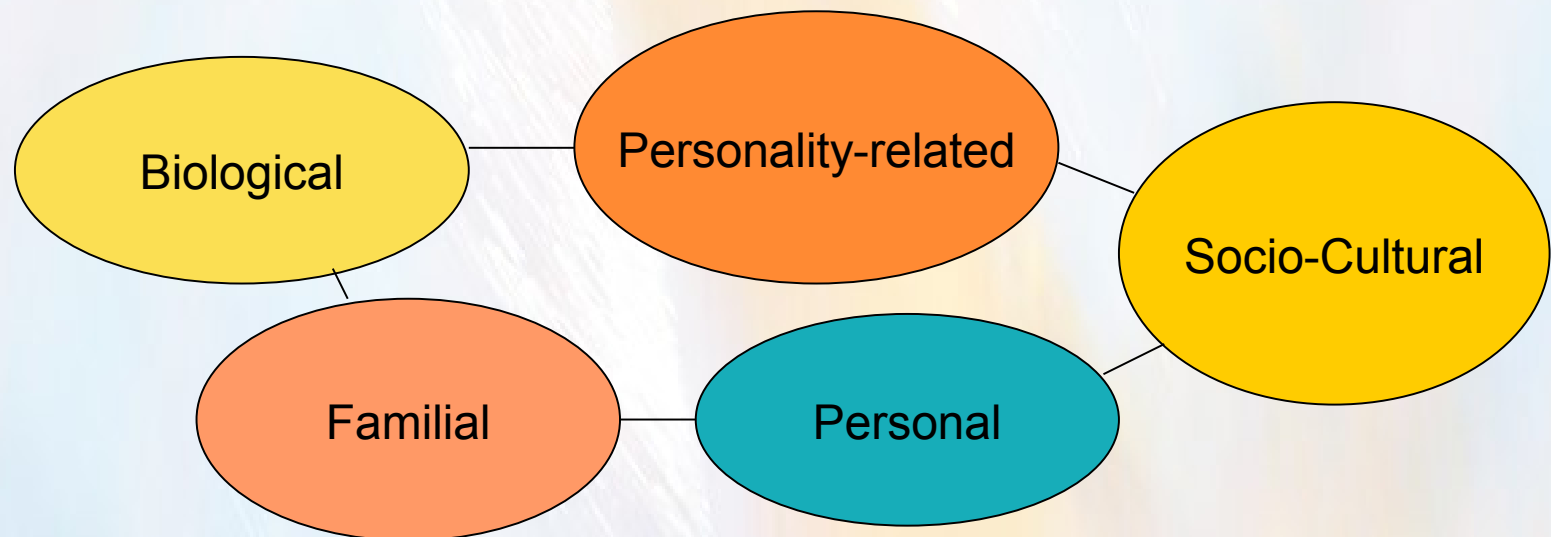 Biological
Personality-related
Socio-Cultural
Familial
Personal